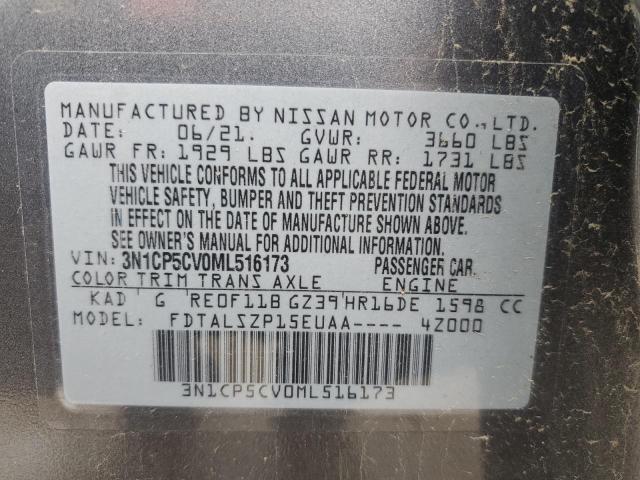 MANUFACTURED BY NISSAN MOTOR CO., LTD.
DATE: 06/21. GVWR: 3660 LBS
GAWR FR: 1929 LBS GAWR RR: 1731 LBS
THIS VEHICLE CONFORMS TO ALL APPLICABLE FEDERAL MOTOR
VEHICLE SAFETY, BUMPER AND THEFT PREVENTION STANDARDS
IN EFFECT ON THE DATE OF MANUFACTURE SHOWN ABOVE.
SEE OWNER'S MANUAL FOR ADDITIONAL INFORMATION.
VIN: 3N1CP5CV0ML516173 PASSENGER CAR
COLOR TRIM TRANS AXLE ENGINE
KAD G RE0F11B GZ39 HR16DE 1598 CC
MODEL: FDTALSZP15EUAA---- 4Z000
3N1CP5CV0ML516173